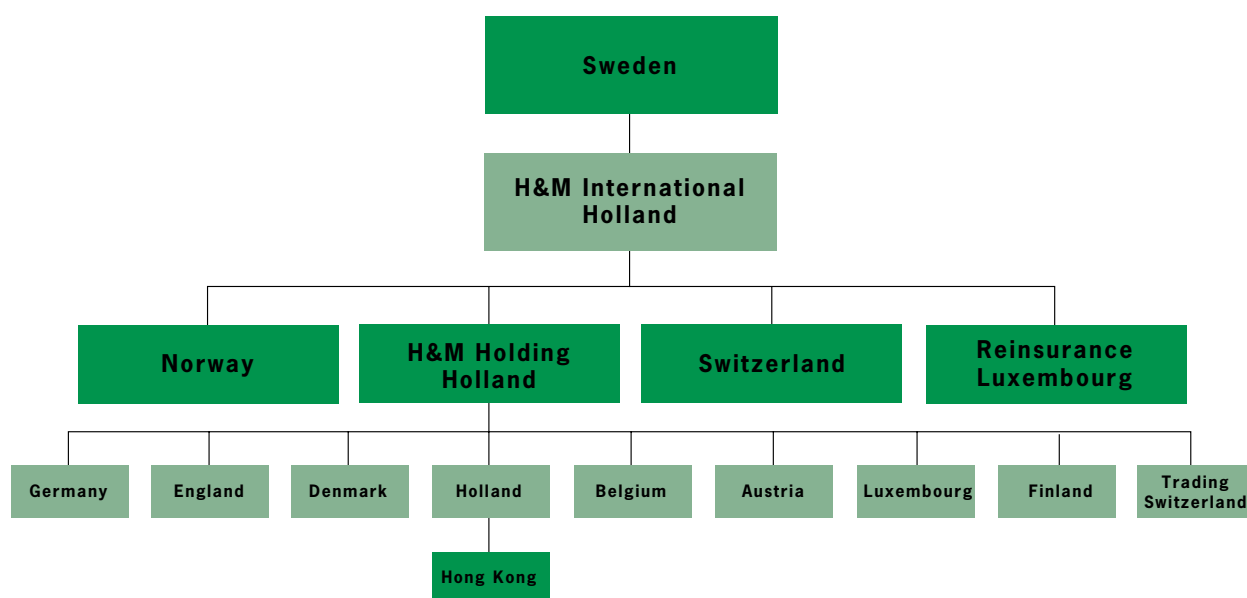 Sweden
H&M International
Holland
Norway
H&M Holding
Holland
Switzerland
Reinsurance
Luxembourg
Germany
England
Denmark
Holland
Belgium
Austria
Luxembourg
Finland
Trading
Switzerland
Hong Kong